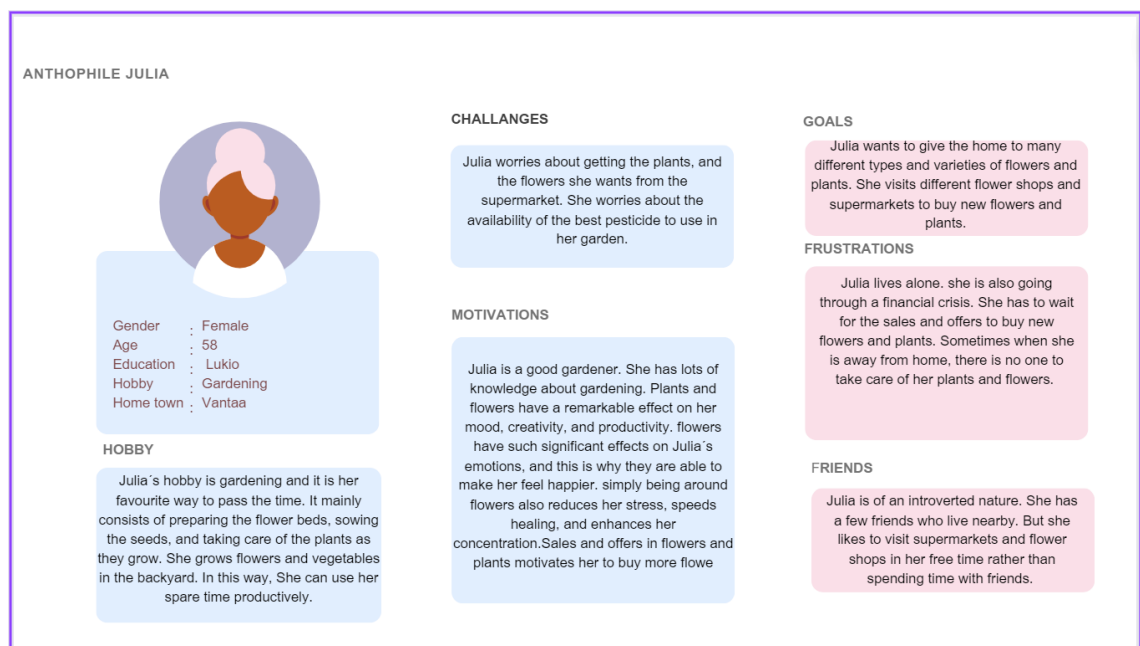 ANTHOPHILE JULIA
Gender : Female
Age : 58
Education : Lukio
Hobby : Gardening
Home town : Vantaa
HOBBY
Julia´s hobby is gardening and it is her
favourite way to pass the time. It mainly
consists of preparing the flower beds, sowing
the seeds, and taking care of the plants as
they grow. She grows flowers and vegetables
in the backyard. In this way, She can use her
spare time productively.
CHALLANGES
Julia worries about getting the plants, and
the flowers she wants from the
supermarket. She worries about the
availability of the best pesticide to use in
her garden.
MOTIVATIONS
Julia is a good gardener. She has lots of
knowledge about gardening. Plants and
flowers have a remarkable effect on her
mood, creativity, and productivity. flowers
have such significant effects on Julia´s
emotions, and this is why they are able to
make her feel happier. simply being around
flowers also reduces her stress, speeds
healing, and enhances her
concentration.Sales and offers in flowers and
plants motivates her to buy more flowe
GOALS
Julia wants to give the home to many
different types and varieties of flowers and
plants. She visits different flower shops and
supermarkets to buy new flowers and
plants.
FRUSTRATIONS
Julia lives alone. she is also going
through a financial crisis. She has to wait
for the sales and offers to buy new
flowers and plants. Sometimes when she
is away from home, there is no one to
take care of her plants and flowers.
FRIENDS
Julia is of an introverted nature. She has
a few friends who live nearby. But she
likes to visit supermarkets and flower
shops in her free time rather than
spending time with friends.